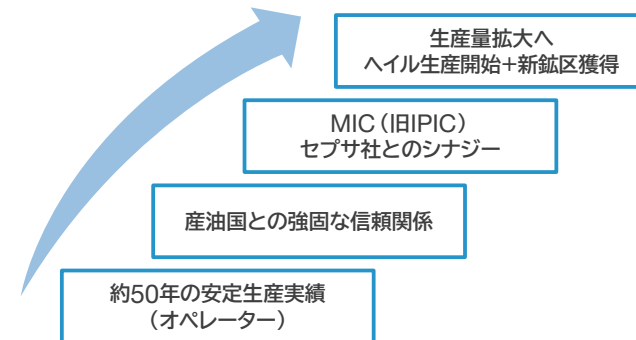 生産量拡大へ
ヘイル生産開始+新鉱区獲得
MIC(旧IPIC)
セプサ社とのシナジー
産油国との強固な信頼関係
約50年の安定生産実績
(オペレーター)